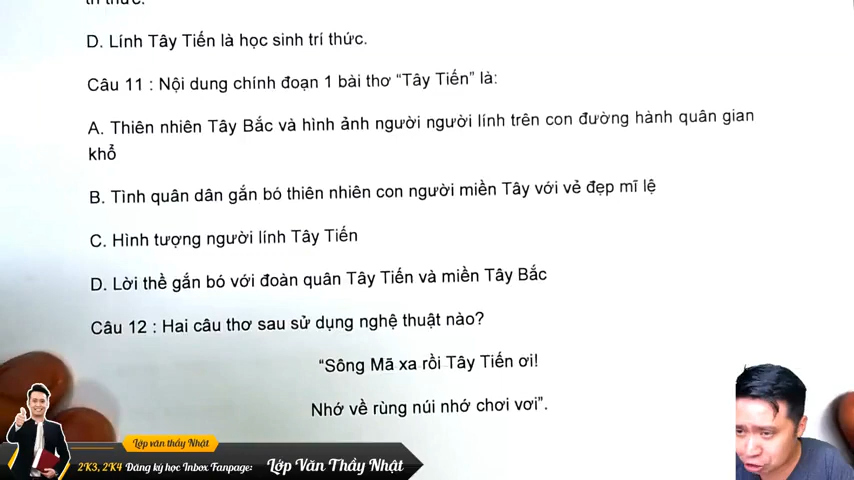 tri thức.
D. Lính Tây Tiến là học sinh trí thức.
Câu 11 : Nội dung chính đoạn 1 bài thơ “Tây Tiến” là:
A. Thiên nhiên Tây Bắc và hình ảnh người người lính trên con đường hành quân gian
khổ
B. Tình quân dân gắn bó thiên nhiên con người miền Tây với vẻ đẹp mĩ lệ
C. Hình tượng người lính Tây Tiến
D. Lời thề gắn bó với đoàn quân Tây Tiến và miền Tây Bắc
Câu 12 : Hai câu thơ sau sử dụng nghệ thuật nào?
“Sông Mã xa rồi Tây Tiến ơi!
Nhớ về rùng núi nhớ chơi vơi”.
Lớp văn thầy Nhật
2K3, 2K4 Đăng ký học Inbox Fanpage: Lớp Văn Thầy Nhật